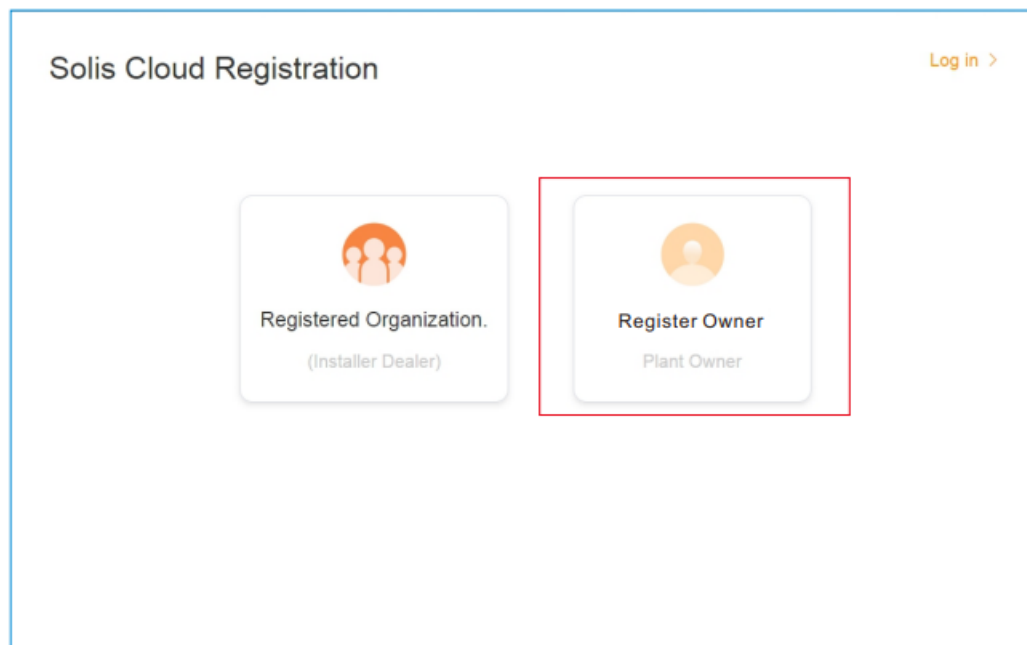 Solis Cloud Registration
Log in >
Registered Organization.
(Installer Dealer)
Register Owner
Plant Owner